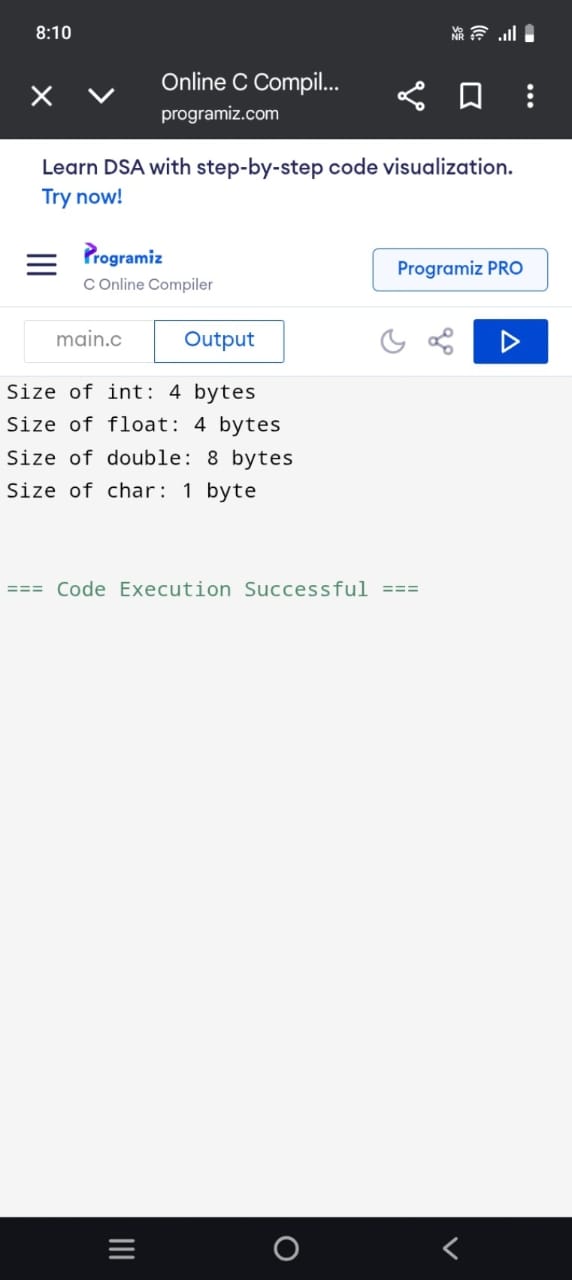 8:10
Vo NR
Online C Compil...
programiz.com
Learn DSA with step-by-step code visualization.
Try now!
Programiz
C Online Compiler
Programiz PRO
main.c
Output
Size of int: 4 bytes
Size of float: 4 bytes
Size of double: 8 bytes
Size of char: 1 byte
=== Code Execution Successful ===